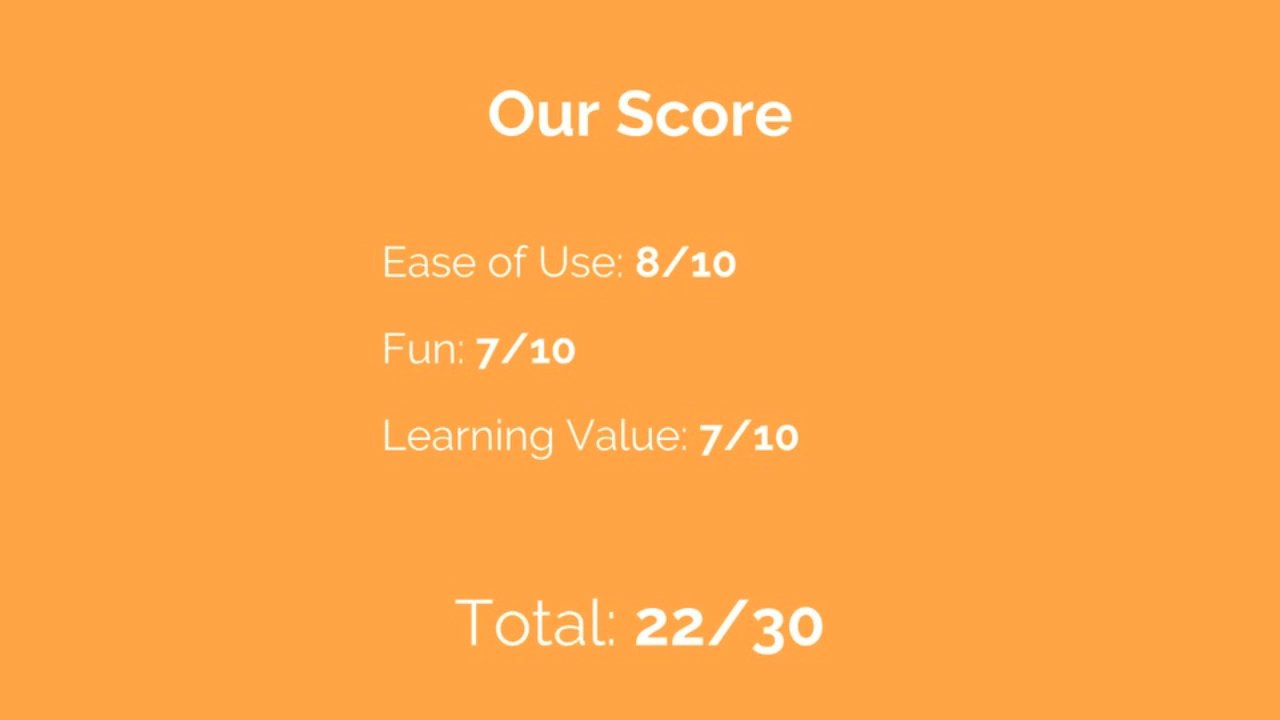 Our Score
Ease of Use: 8/10
Fun: 7/10
Learning Value: 7/10
Total: 22/30